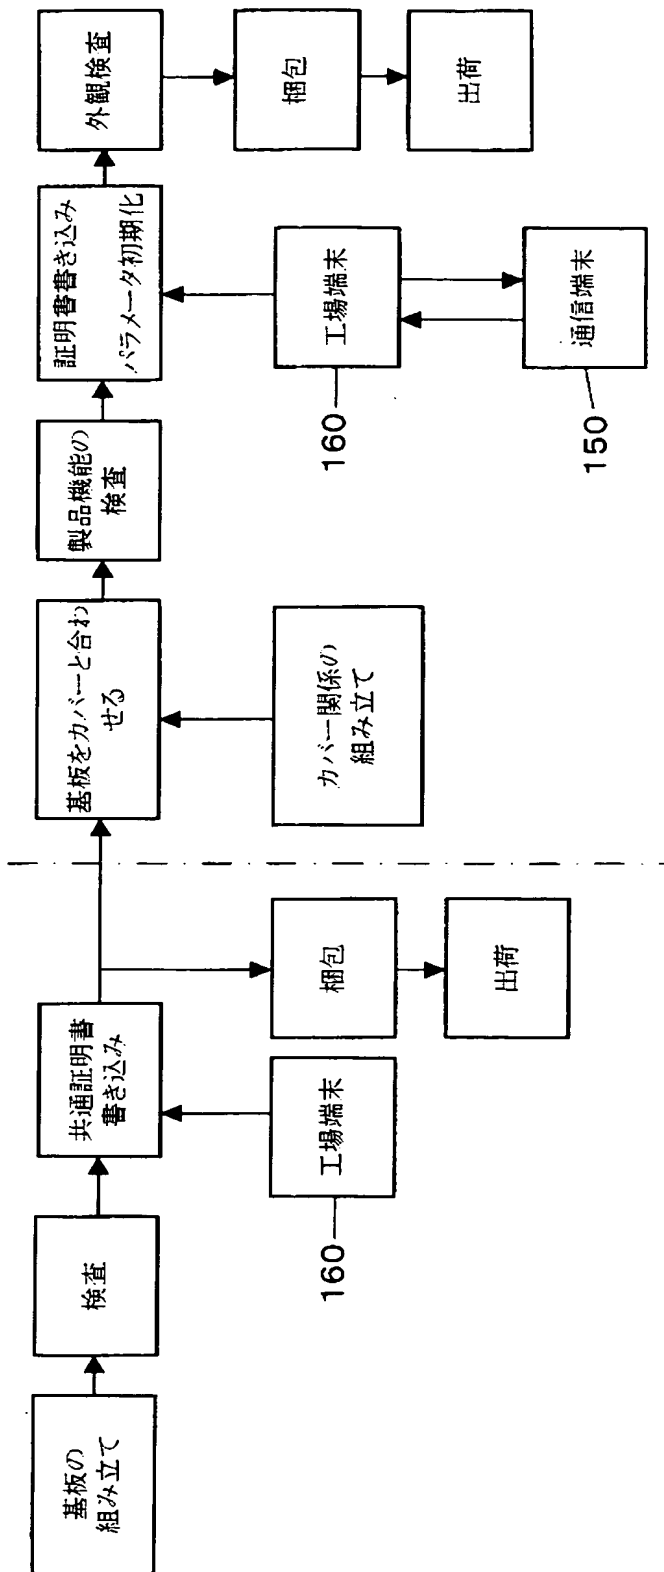 基板の
組み立て
検査
共通証明書
書き込み
工場端末
160
梱包
出荷
基板をカバーと合わ
せる
カバー関係の
組み立て
製品機能の
検査
証明書書き込み
パラメータ初期化
工場端末
160
通信端末
150
外観検査
梱包
出荷